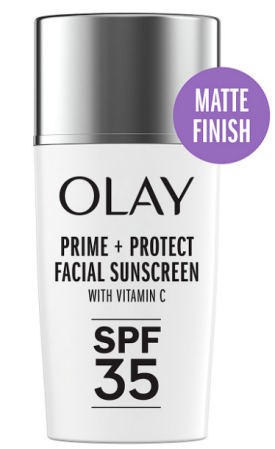 MATTE
FINISH
OLAY
PRIME + PROTECT
FACIAL SUNSCREEN
WITH VITAMIN C
SPF
35